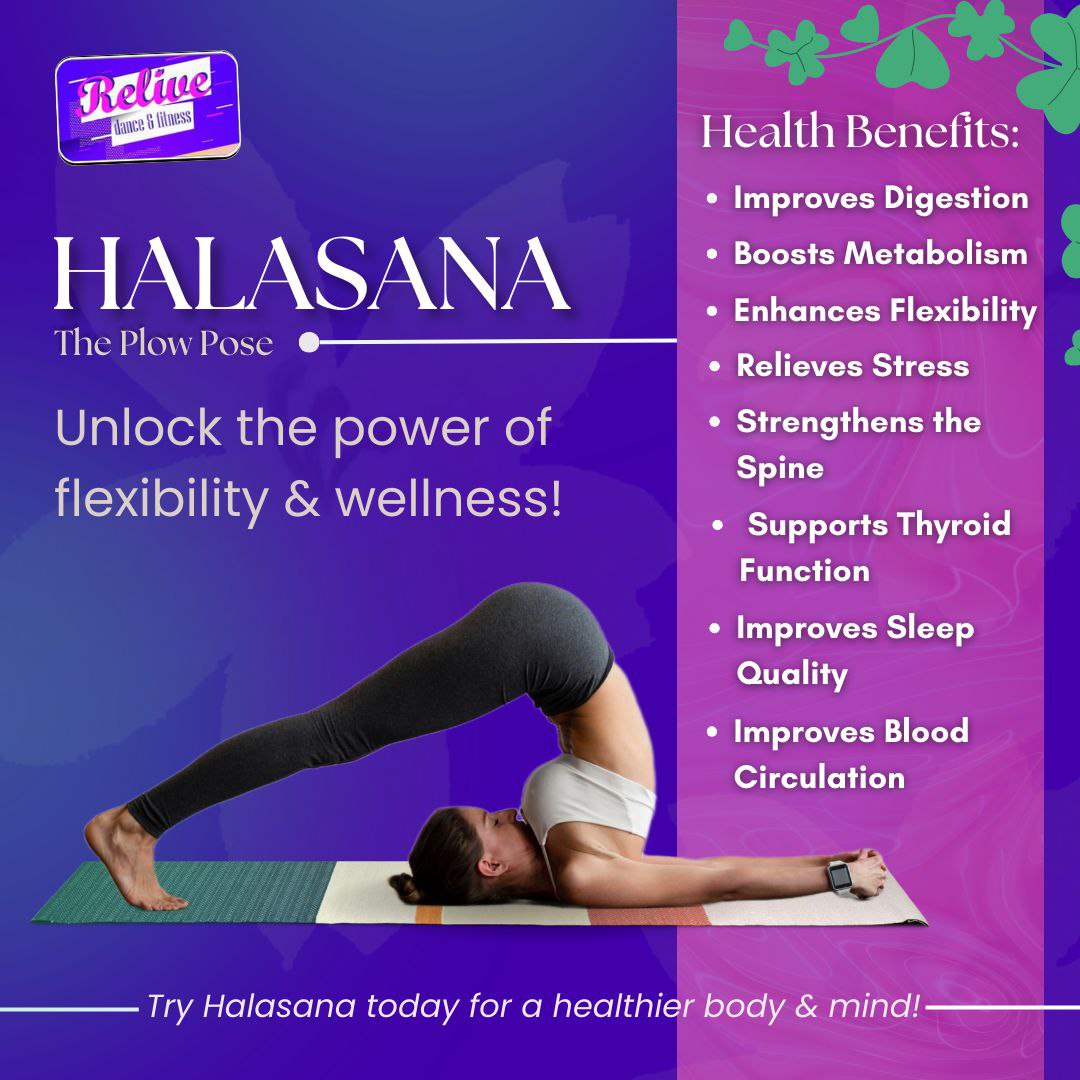 Relive
dance & fitness
HALASANA
The Plow Pose
Unlock the power of
flexibility & wellness!
Health Benefits:
• Improves Digestion
• Boosts Metabolism
• Enhances Flexibility
• Relieves Stress
• Strengthens the
Spine
• Supports Thyroid
Function
• Improves Sleep
Quality
• Improves Blood
Circulation
Try Halasana today for a healthier body & mind!